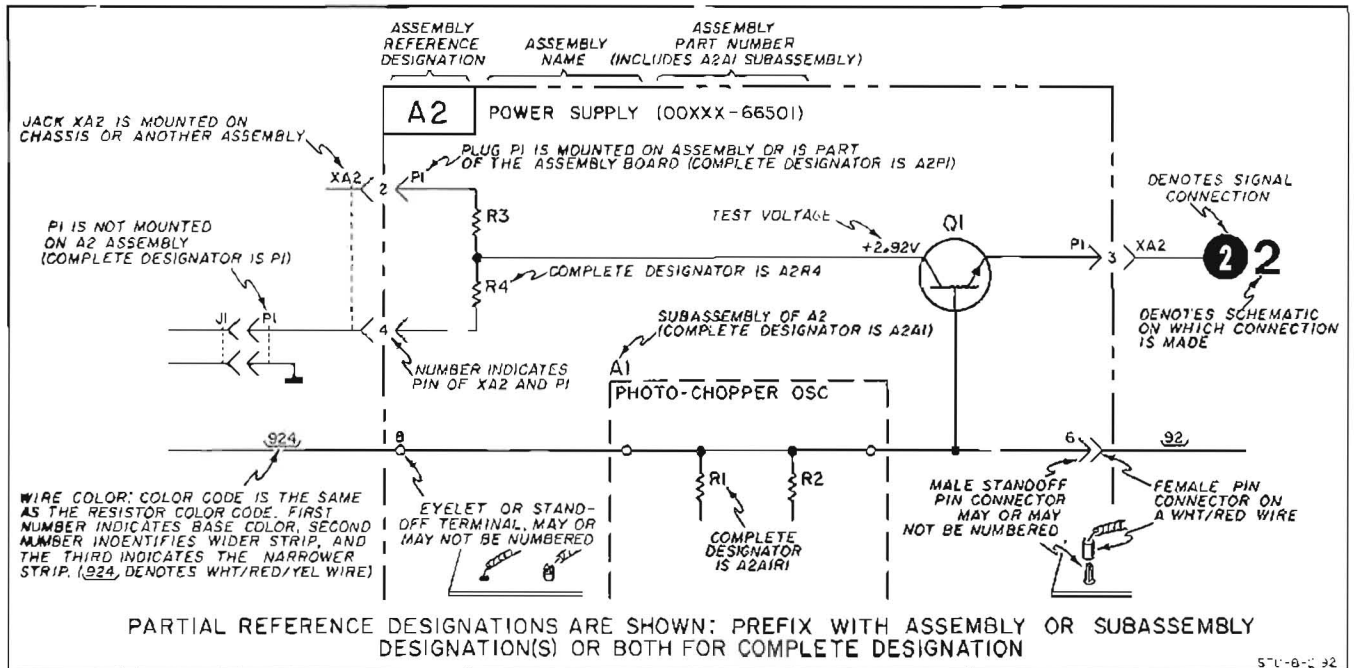 ASSEMBLY
REFERENCE
DESIGNATION
ASSEMBLY
NAME
ASSEMBLY
PART NUMBER
(INCLUDES A2A1 SUBASSEMBLY)
A2
POWER SUPPLY (00XXX-66501)
JACK XA2 IS MOUNTED ON
CHASSIS OR ANOTHER ASSEMBLY
PLUG P1 IS MOUNTED ON ASSEMBLY OR IS PART
OF THE ASSEMBLY BOARD (COMPLETE DESIGNATOR IS A2P1)
XA2
2
P1
DENOTES SIGNAL
CONNECTION
R3
TEST VOLTAGE
Q1
P1 IS NOT MOUNTED
ON A2 ASSEMBLY
(COMPLETE DESIGNATOR IS P1)
+2.92V
P1
3
XA2
2
2
R4
COMPLETE DESIGNATOR IS A2R4
J1
P1
4
SUBASSEMBLY OF A2
(COMPLETE DESIGNATOR IS A2A1)
DENOTES SCHEMATIC
ON WHICH CONNECTION
IS MADE
NUMBER INDICATES
PIN OF XA2 AND P1
A1
PHOTO-CHOPPER OSC
924
8
6
92
R1
R2
WIRE COLOR: COLOR CODE IS THE SAME
AS THE RESISTOR COLOR CODE. FIRST
NUMBER INDICATES BASE COLOR, SECOND
NUMBER INDENTIFIES WIDER STRIP, AND
THE THIRD INDICATES THE NARROWER
STRIP. (924 DENOTES WHT/RED/YEL WIRE)
EYELET OR STAND-
OFF TERMINAL, MAY OR
MAY NOT BE NUMBERED
COMPLETE
DESIGNATOR
IS A2A1R1
MALE STANDOFF
PIN CONNECTOR
MAY OR MAY
NOT BE NUMBERED
FEMALE PIN
CONNECTOR ON
A WHT/RED WIRE
PARTIAL REFERENCE DESIGNATIONS ARE SHOWN: PREFIX WITH ASSEMBLY OR SUBASSEMBLY
DESIGNATION(S) OR BOTH FOR COMPLETE DESIGNATION